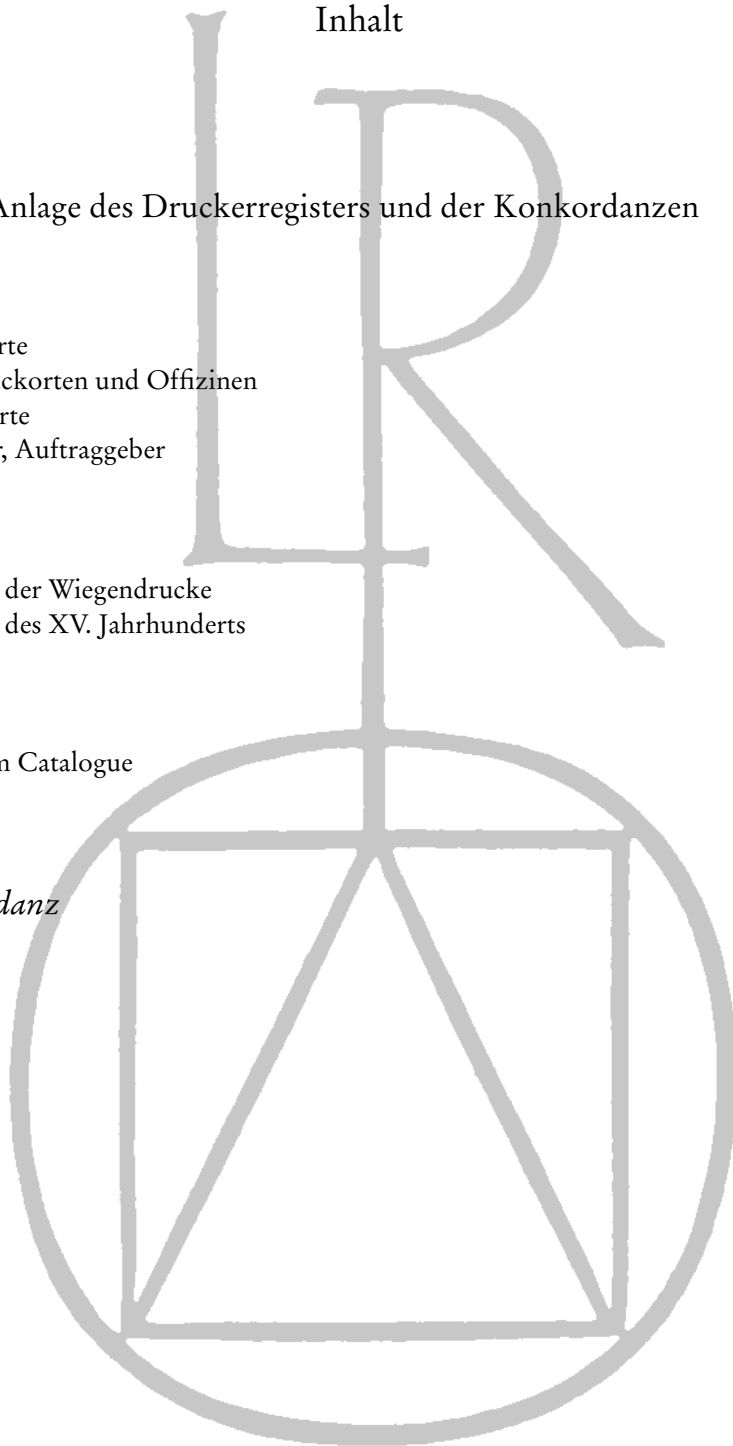 Inhalt
Anlage des Druckerregisters und der Konkordanzen
rte
ckorten und Offizinen
rte
, Auftraggeber
der Wiegendrucke
des XV. Jahrhunderts
Catalogue
danz
LR